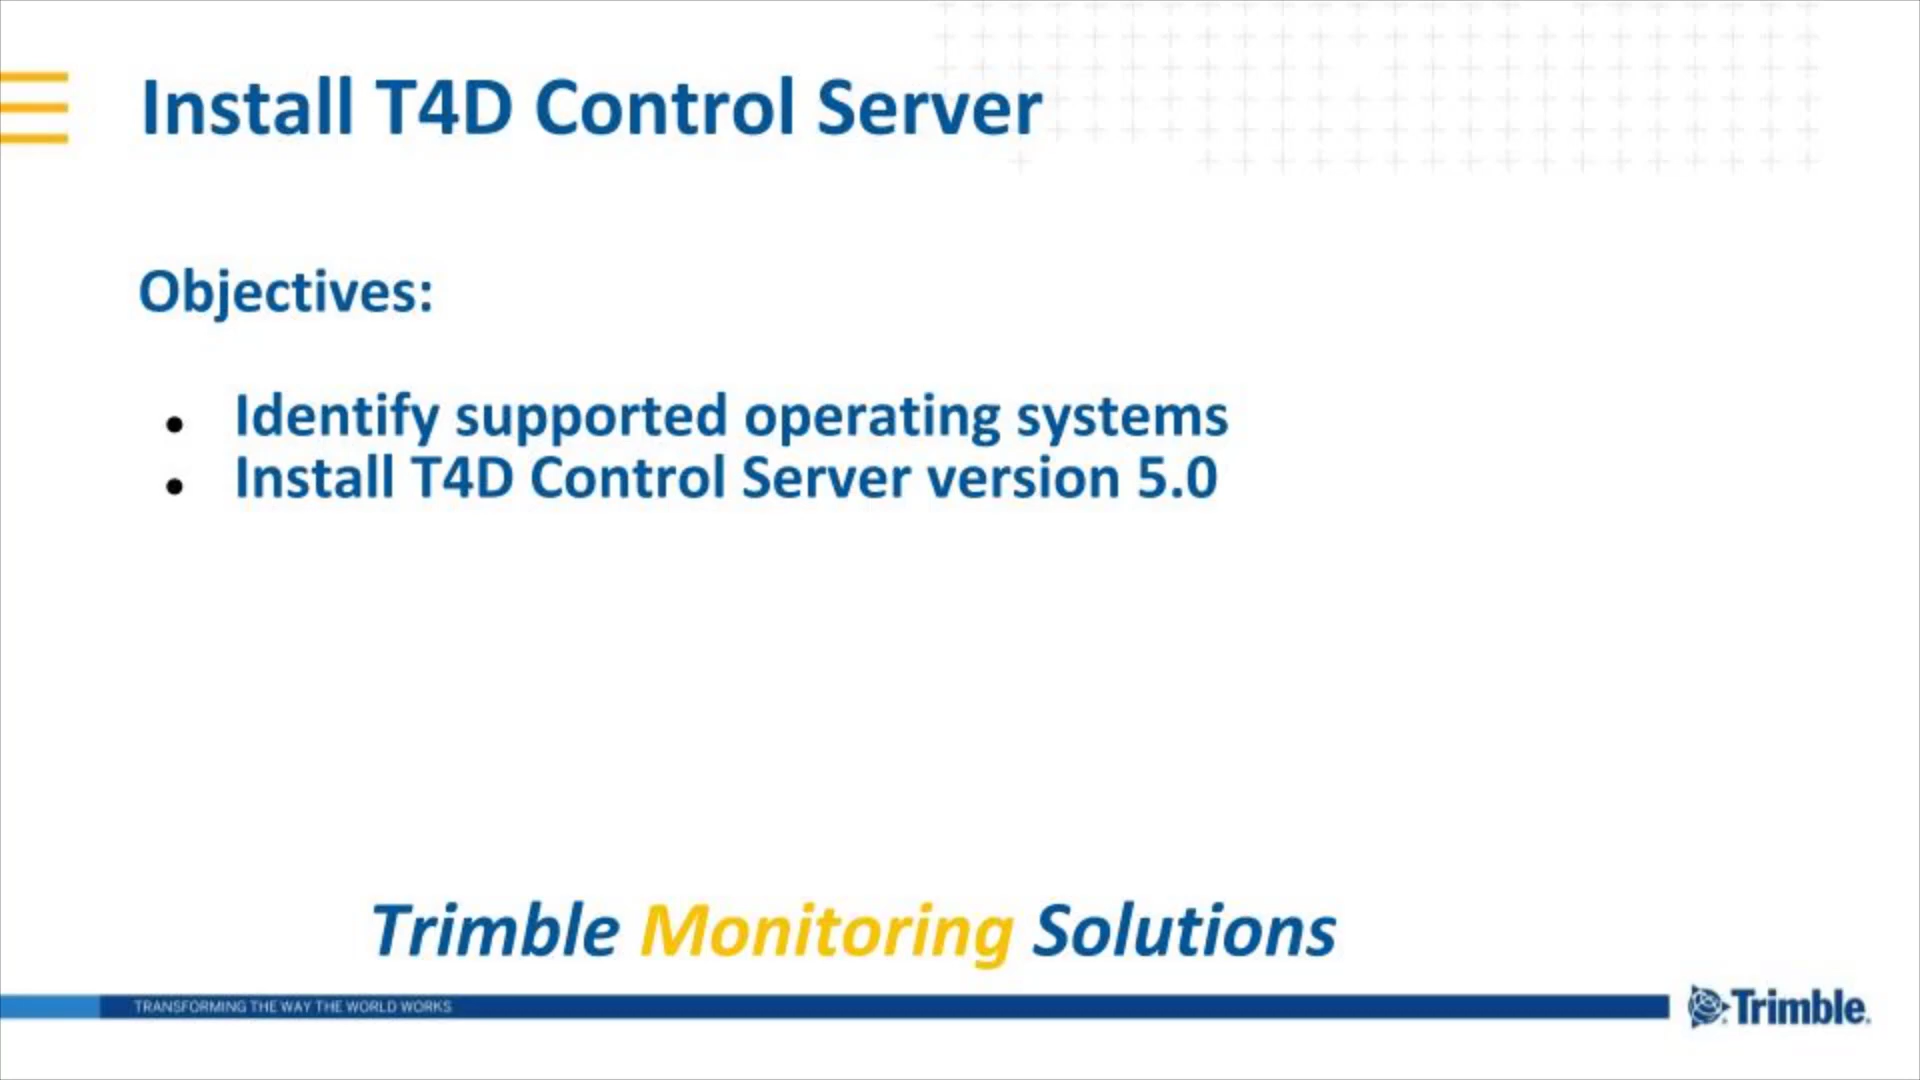 Install T4D Control Server
Objectives:
Identify supported operating systems
Install T4D Control Server version 5.0
Trimble Monitoring Solutions
TRANSFORMING THE WAY THE WORLD WORKS
Trimble